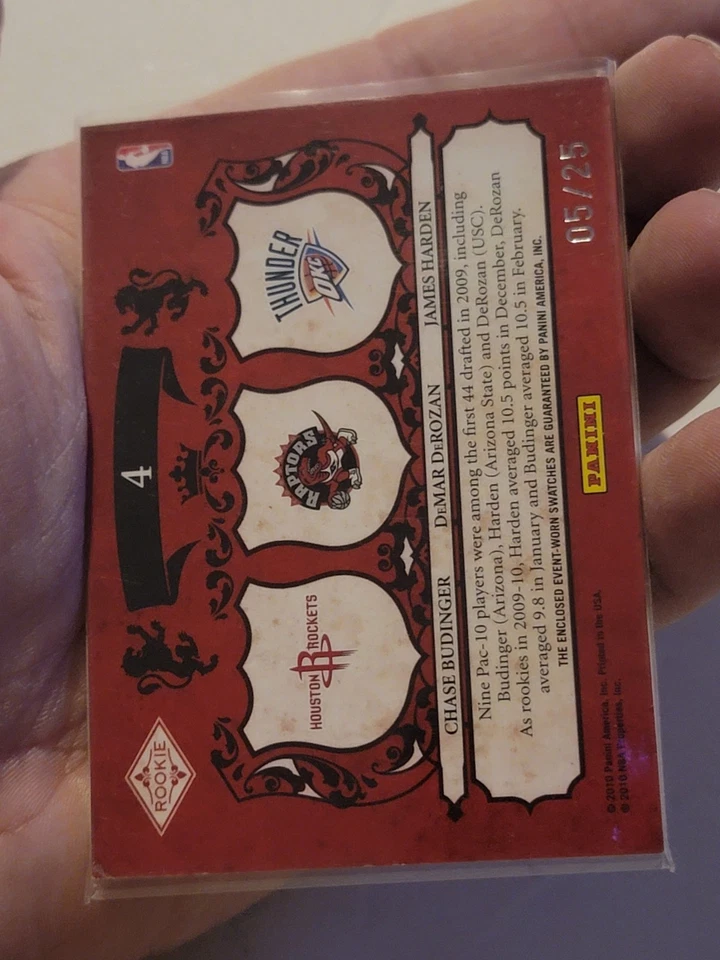 ROOKIE
4
HOUSTON ROCKETS
RAPTORS
THUNDER
OKC
CHASE BUDINGER DEMAR DEROZAN JAMES HARDEN
Nine Pac-10 players were among the first 44 drafted in 2009, including
Budinger (Arizona), Harden (Arizona State) and DeRozan (USC).
As rookies in 2009-10, Harden averaged 10.5 points in December, DeRozan
averaged 9.8 in January and Budinger averaged 10.5 in February.
THE ENCLOSED EVENT-WORN SWATCHES ARE GUARANTEED BY PANINI AMERICA, INC.
© 2010 Panini America, Inc. Printed in the USA.
© 2010 NBA Properties, Inc.
PANINI
05/25